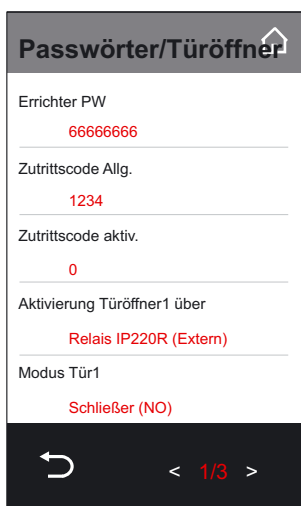 Passwörter/Türöffner
Errichter PW
66666666
Zutrittscode Allg.
1234
Zutrittscode aktiv.
0
Aktivierung Türöffner1 über
Relais IP220R (Extern)
Modus Tür1
Schließer (NO)
< 1/3 >